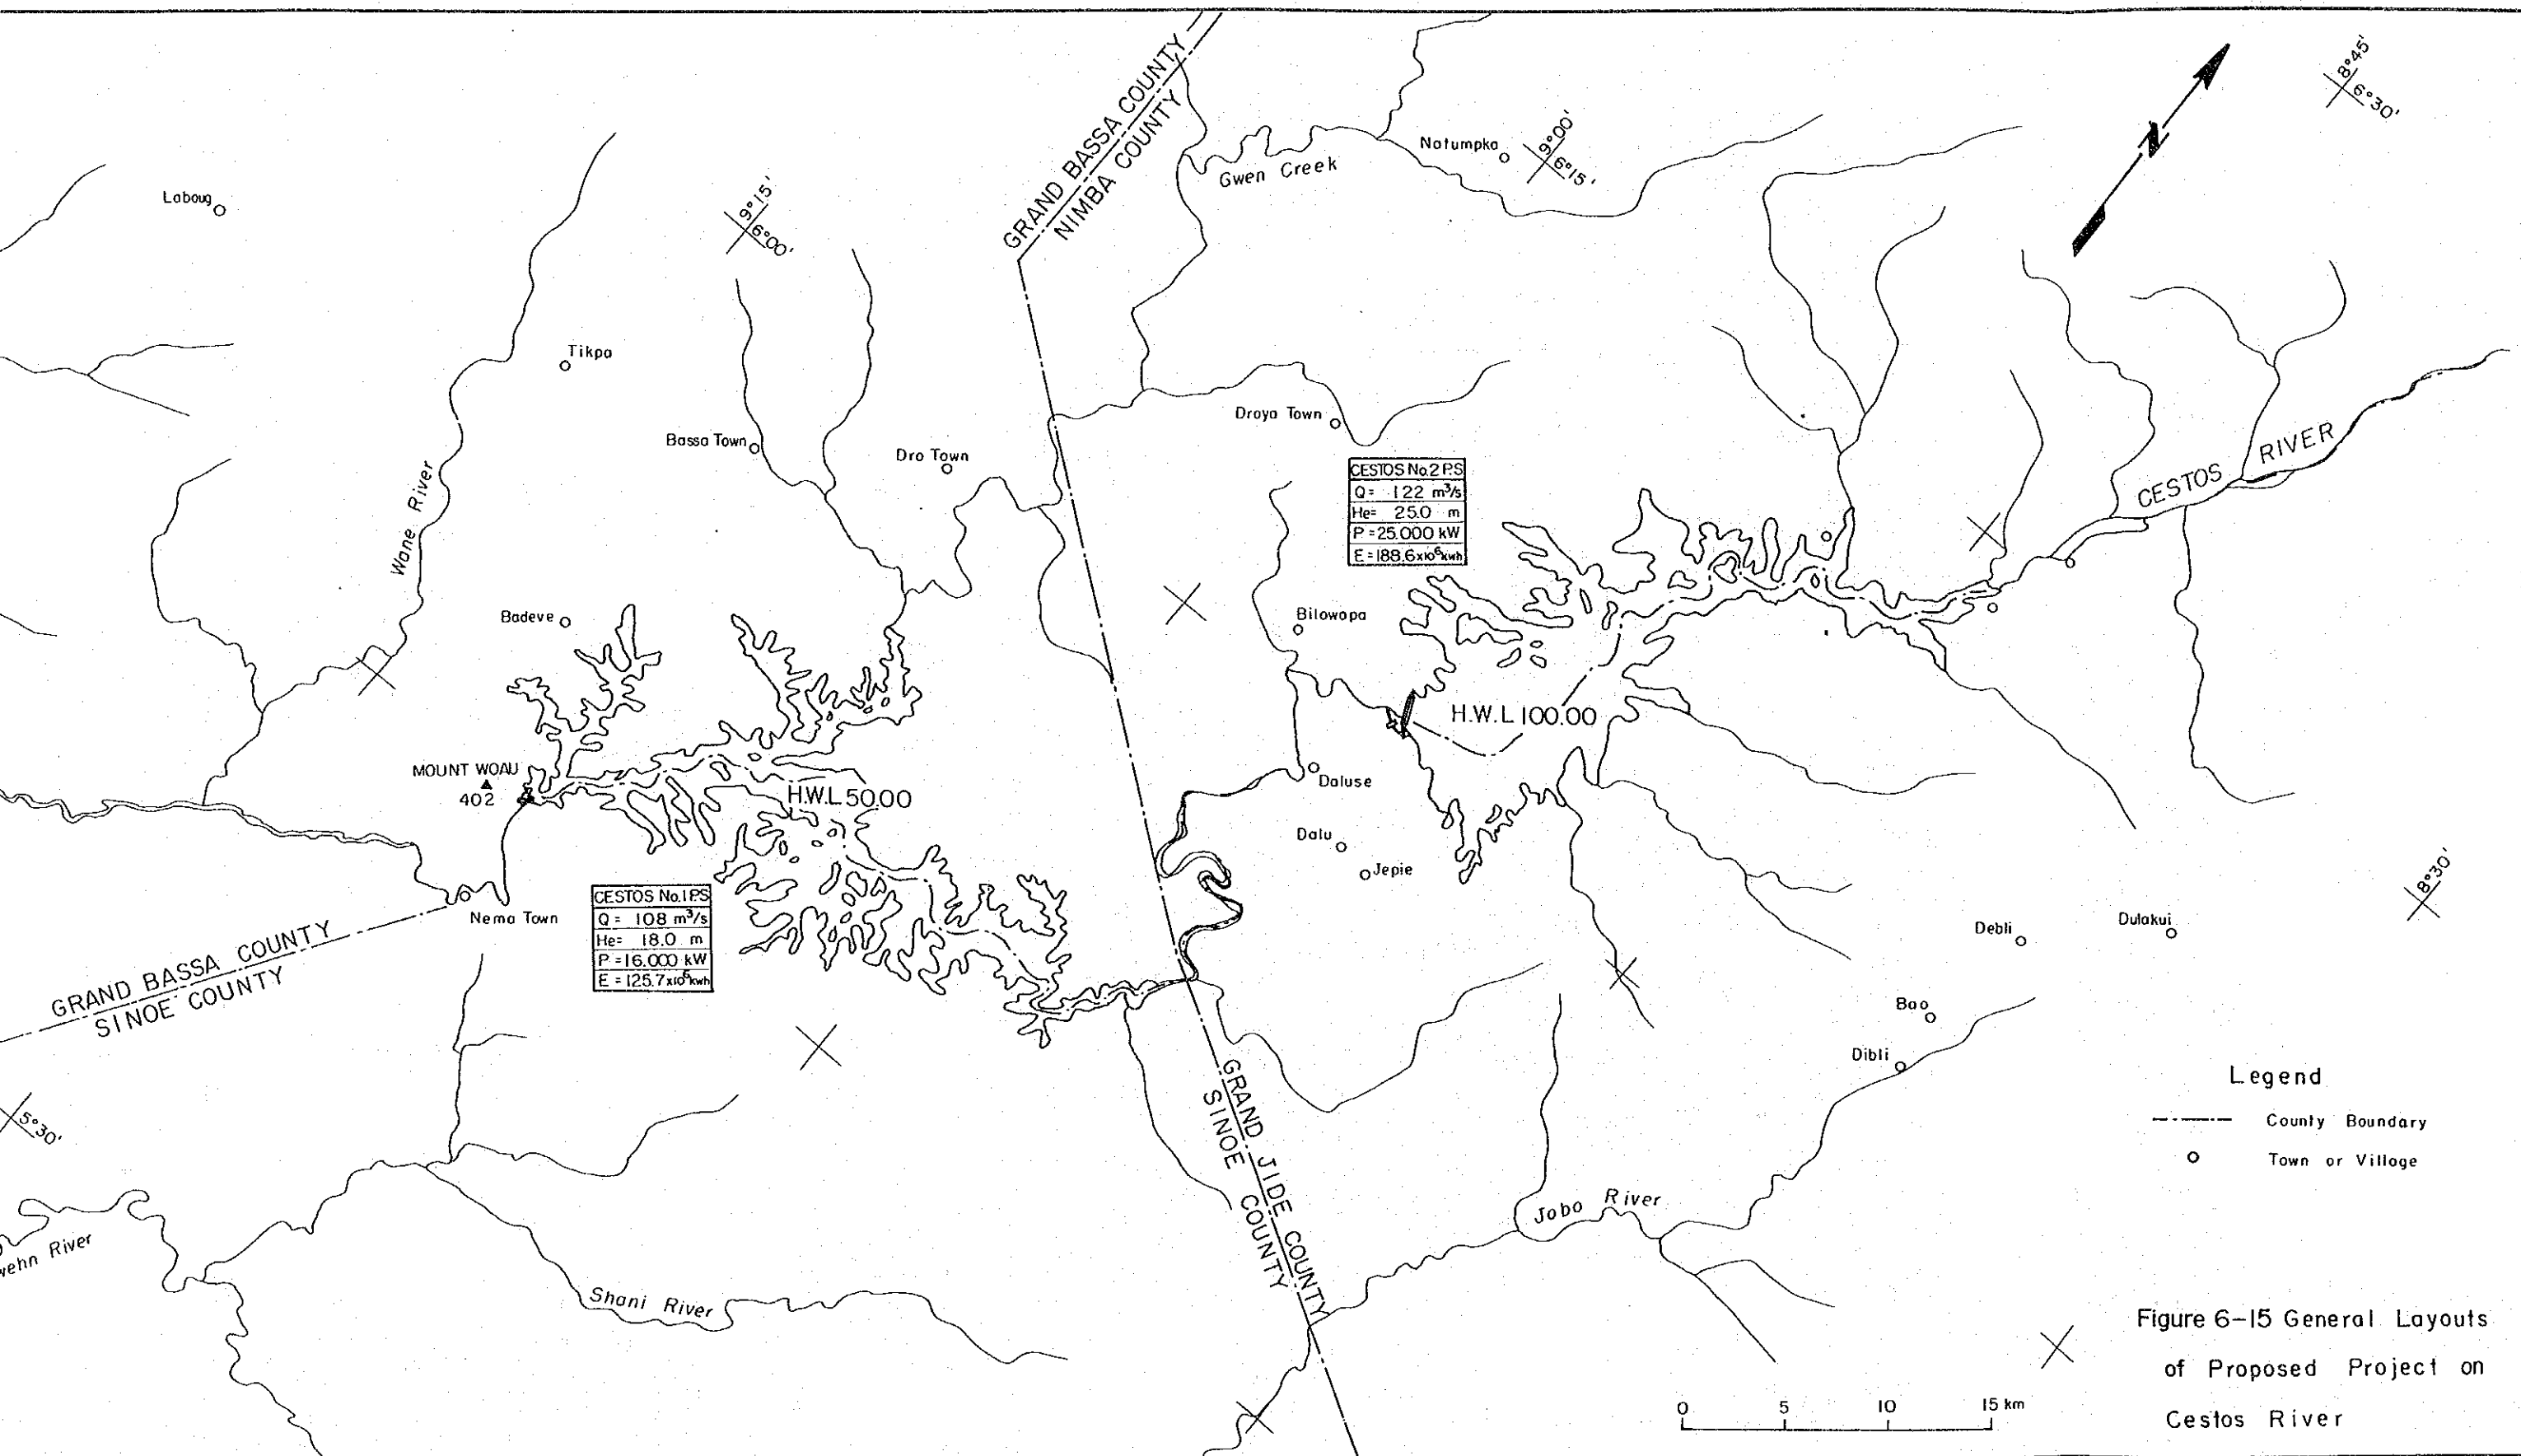 GRAND BASSA COUNTY
NIMBA COUNTY
8°45'
6°30'
N
Gwen Creek
Natumpka
9°00'
6°15'
Laboug
9°15'
6°00'
Tikpa
Wane River
Bassa Town
Dro Town
Droya Town
CESTOS No.2 P.S
Q= 122 m³/s
He= 25.0 m
P=25.000 kW
E=188.6x10⁶kwh
CESTOS RIVER
Badeve
Bilowopa
H.W.L 100.00
MOUNT WOAU
402
H.W.L 50.00
Daluse
Dalu
Jepie
8°30'
Nema Town
CESTOS No.1 P.S
Q= 108 m³/s
He= 18.0 m
P=16.000 kW
E=125.7x10⁶kwh
GRAND BASSA COUNTY
SINOE COUNTY
Debli
Dulakui
Bao
Dibli
5°30'
GRAND JIDE COUNTY
SINOE COUNTY
Legend
County Boundary
Town or Villoge
Jobo River
wehn River
Shani River
0 5 10 15 km
Figure 6-15 General Layouts
of Proposed Project on
Cestos River